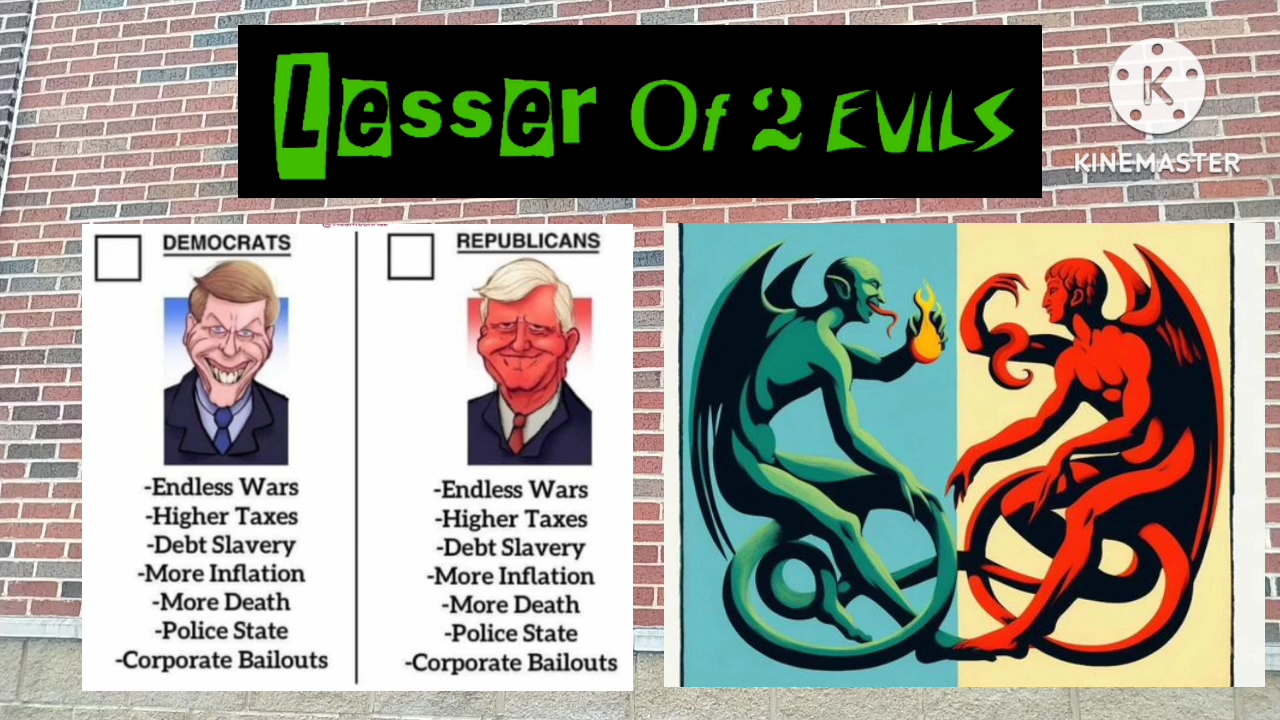 Lesser Of 2 EVILS
K
KINEMASTER
DEMOCRATS
REPUBLICANS
-Endless Wars
-Higher Taxes
-Debt Slavery
-More Inflation
-More Death
-Police State
-Corporate Bailouts
-Endless Wars
-Higher Taxes
-Debt Slavery
-More Inflation
-More Death
-Police State
-Corporate Bailouts